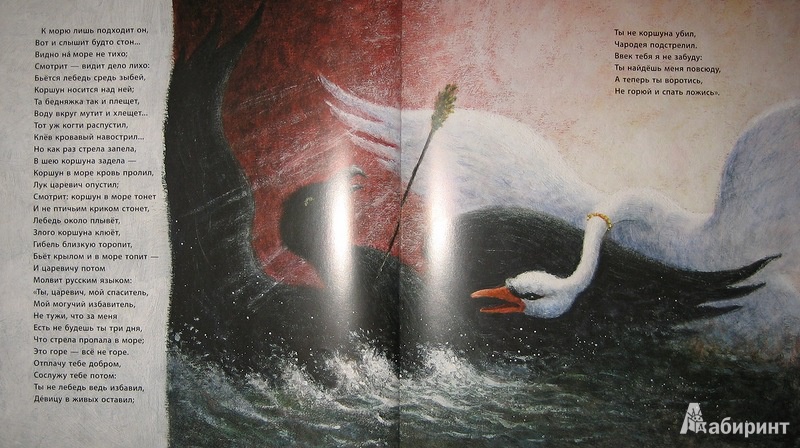 К морю лишь подходит он,
Вот и слышит будто стон...
Видно на́ море не тихо;
Смотрит — видит дело лихо:
Бьётся лебедь средь зыбей,
Коршун носится над ней;
Та бедняжка так и плещет,
Воду вкруг мутит и хлещет...
Тот уж когти распустил,
Клёв кровавый навострил...
Но как раз стрела запела,
В шею коршуна задела —
Коршун в море кровь пролил,
Лук царевич опустил;
Смотрит: коршун в море тонет
И не птичьим криком стонет,
Лебедь около плывёт,
Злого коршуна клюёт,
Гибель близкую торопит,
Бьёт крылом и в море топит —
И царевичу потом
Молвит русским языком:
«Ты, царевич, мой спаситель,
Мой могучий избавитель,
Не тужи, что за меня
Есть не будешь ты три дня,
Что стрела пропала в море;
Это горе — всё не горе.
Отплачу тебе добром,
Сослужу тебе потом:
Ты не лебедь ведь избавил,
Девицу в живых оставил;
Ты не коршуна убил,
Чародея подстрелил.
Ввек тебя я не забуду:
Ты найдёшь меня повсюду,
А теперь ты воротись,
Не горюй и спать ложись».
Лабиринт